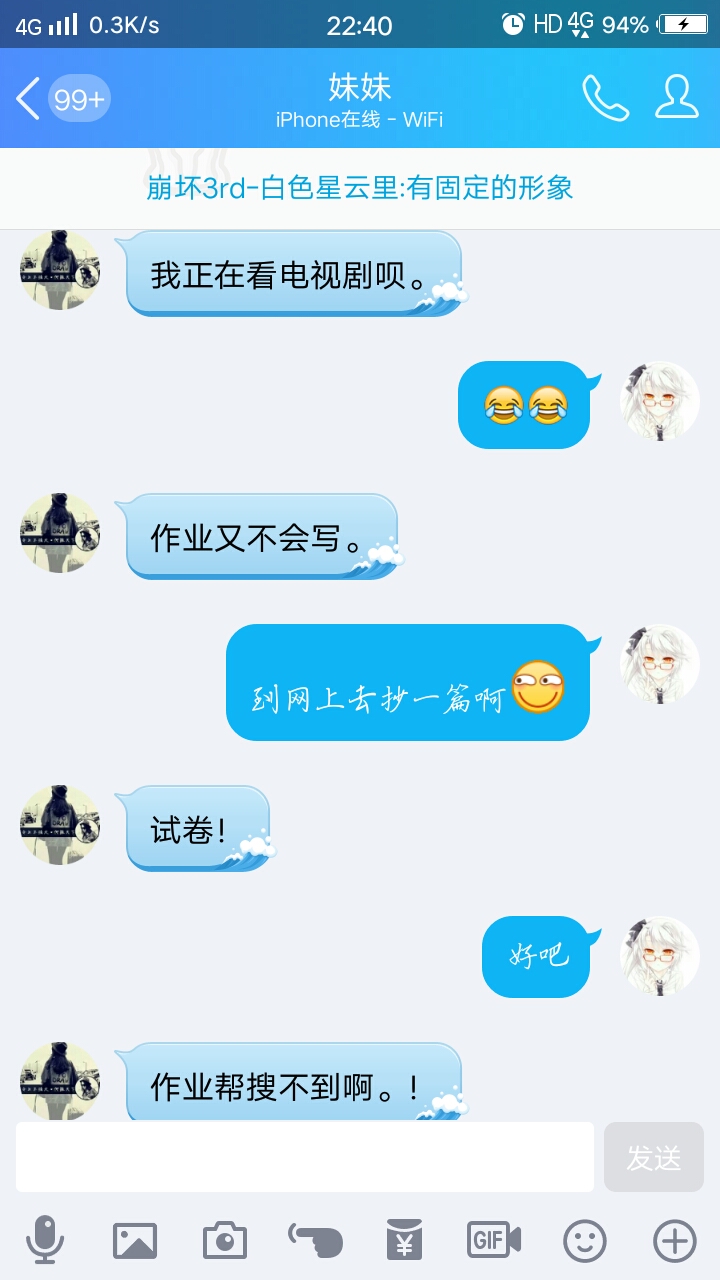 4G 0.3K/s 22:40 HD 4G 94%
99+ 妹妹
iPhone在线 - WiFi
崩坏3rd-白色星云里:有固定的形象
我正在看电视剧呗。
😂😂
作业又不会写。
到网上去抄一篇啊
试卷!
好吧
作业帮搜不到啊。!
发送
GIF
¥